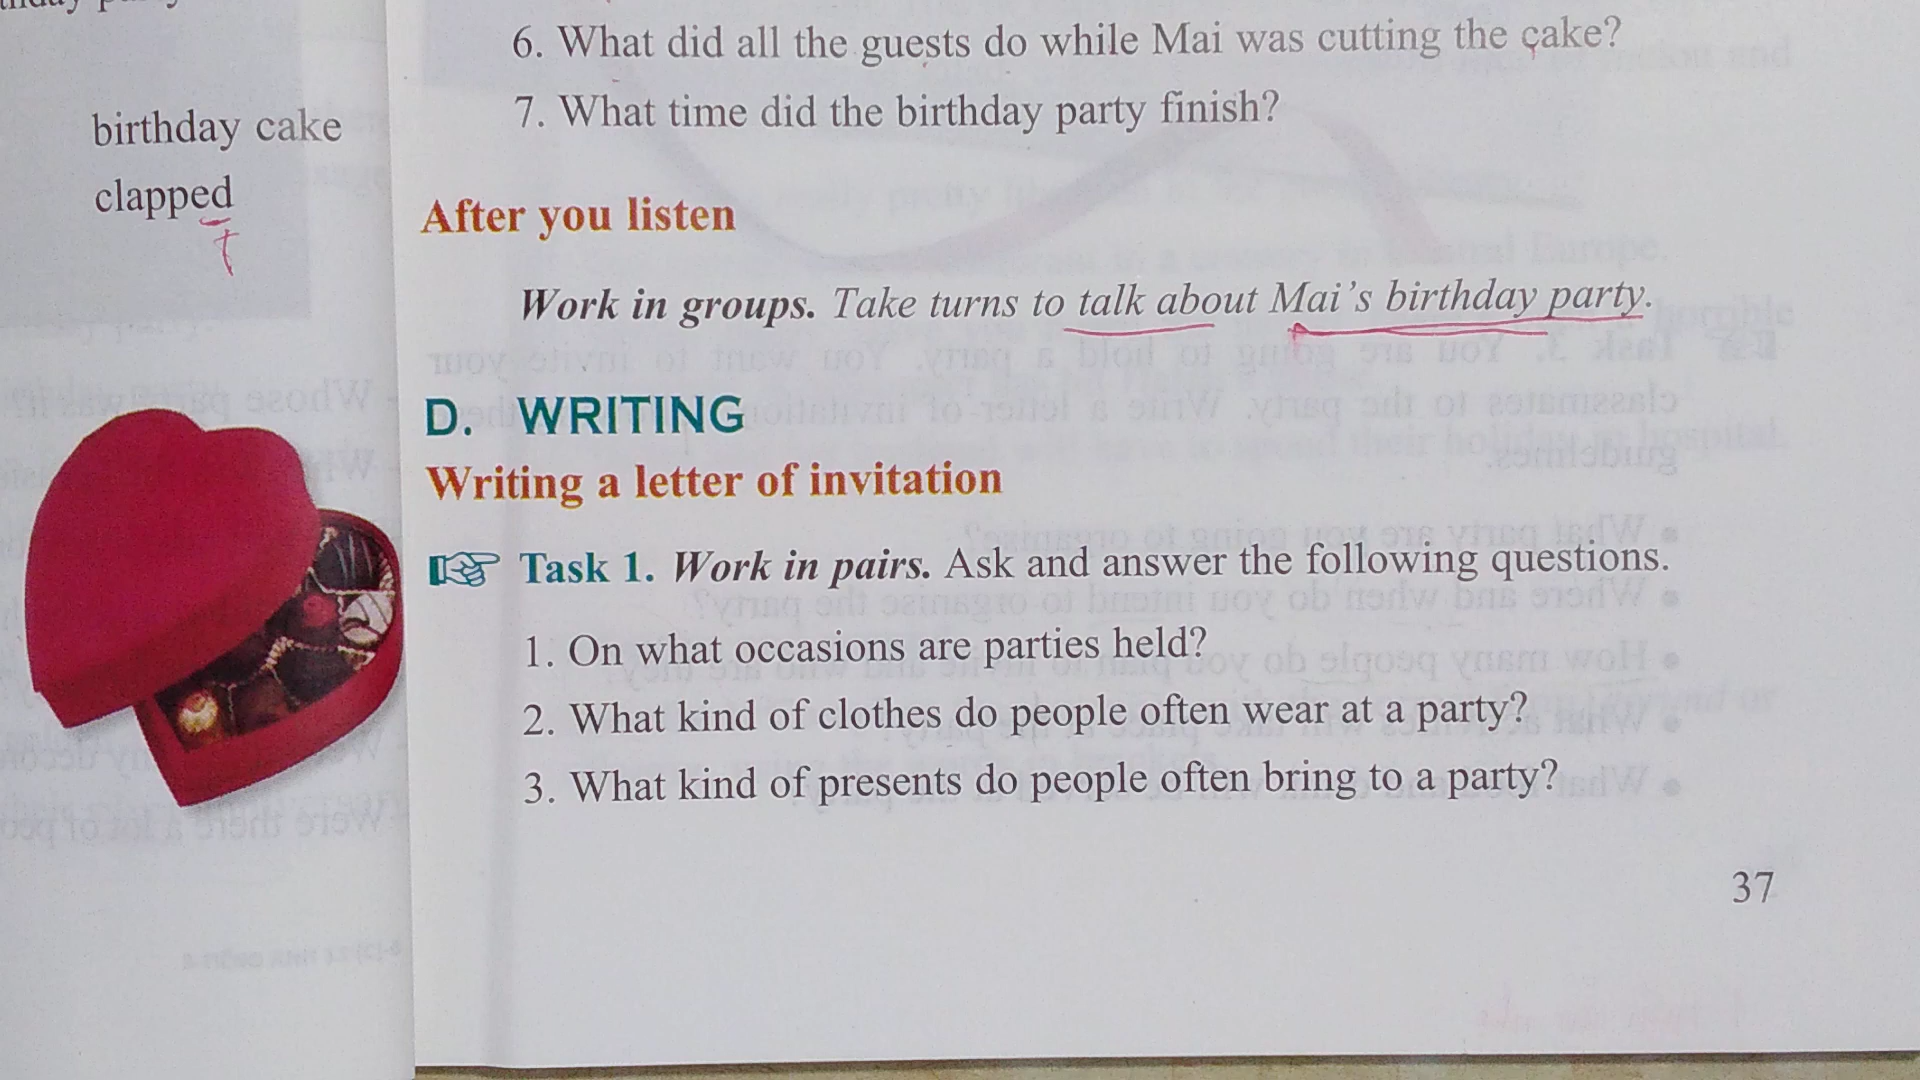 birthday cake
clapped
t
6. What did all the guests do while Mai was cutting the cake?
7. What time did the birthday party finish?
After you listen
Work in groups. Take turns to talk about Mai's birthday party.
D. WRITING
Writing a letter of invitation
Task 1. Work in pairs. Ask and answer the following questions.
1. On what occasions are parties held?
2. What kind of clothes do people often wear at a party?
3. What kind of presents do people often bring to a party?
37